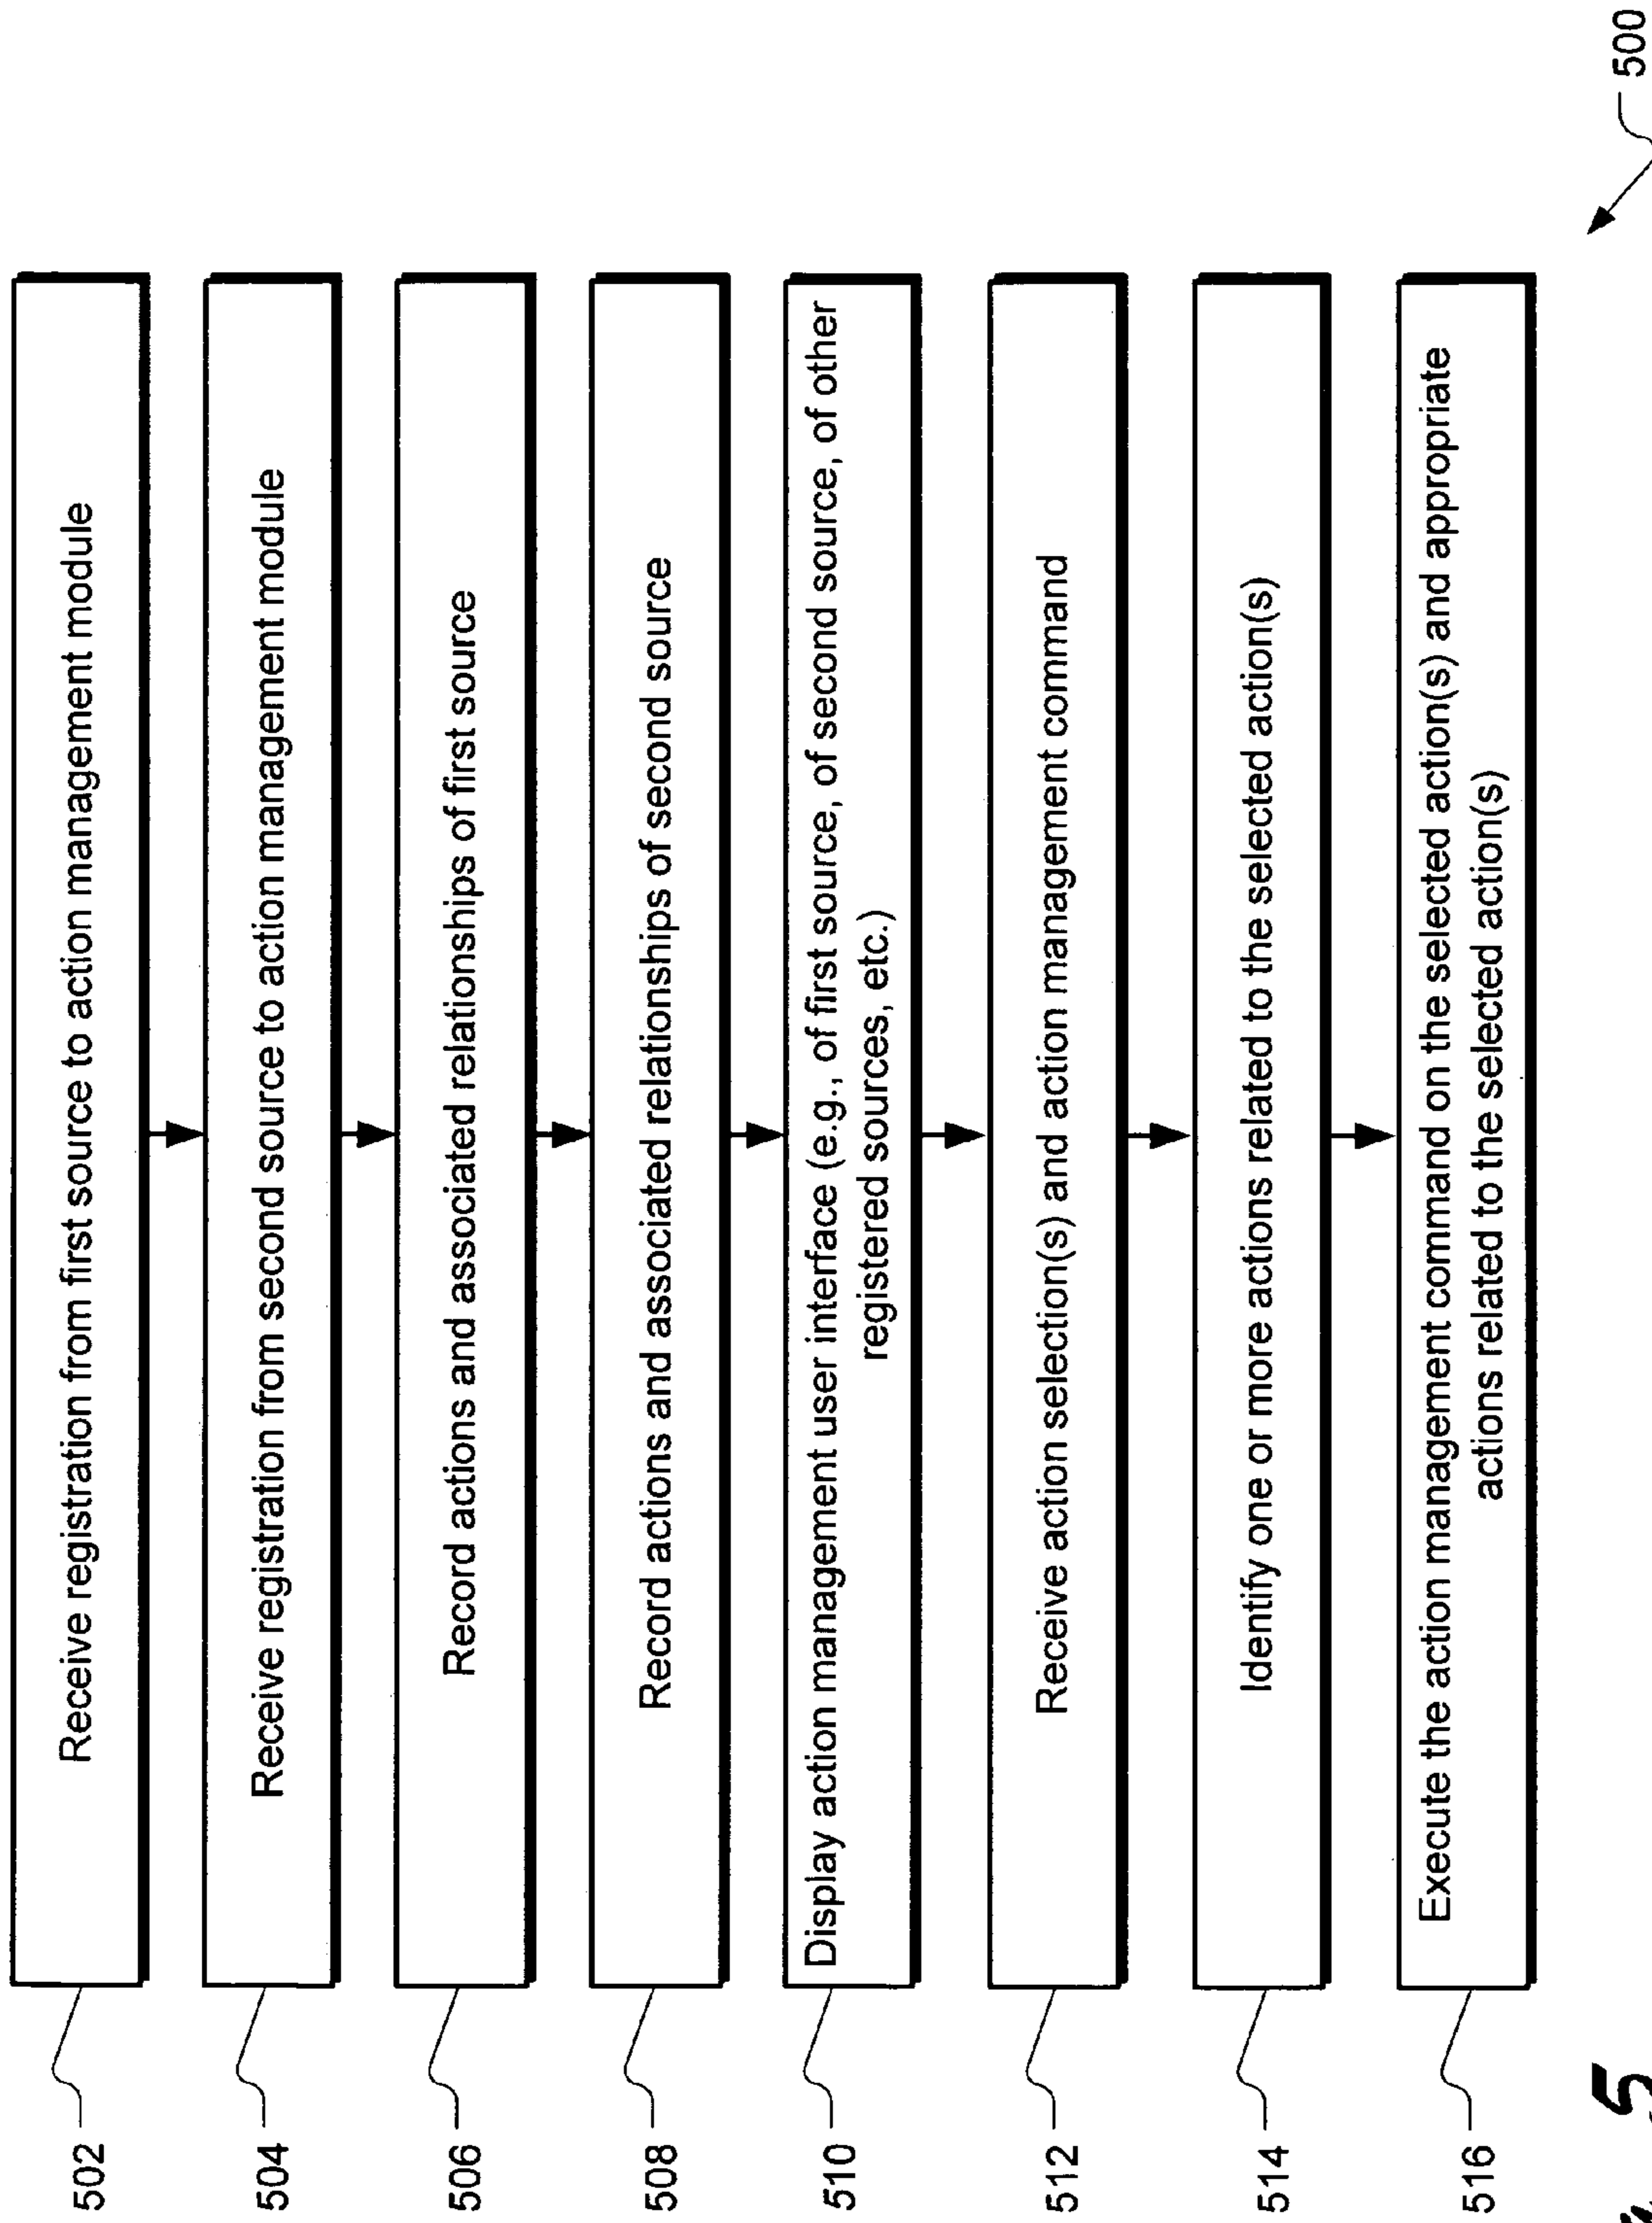 502
Receive registration from first source to action management module
504
Receive registration from second source to action management module
506
Record actions and associated relationships of first source
508
Record actions and associated relationships of second source
510
Display action management user interface (e.g., of first source, of second source, of other
registered sources, etc.)
512
Receive action selection(s) and action management command
514
Identify one or more actions related to the selected action(s)
516
Execute the action management command on the selected action(s) and appropriate
actions related to the selected action(s)
500
5